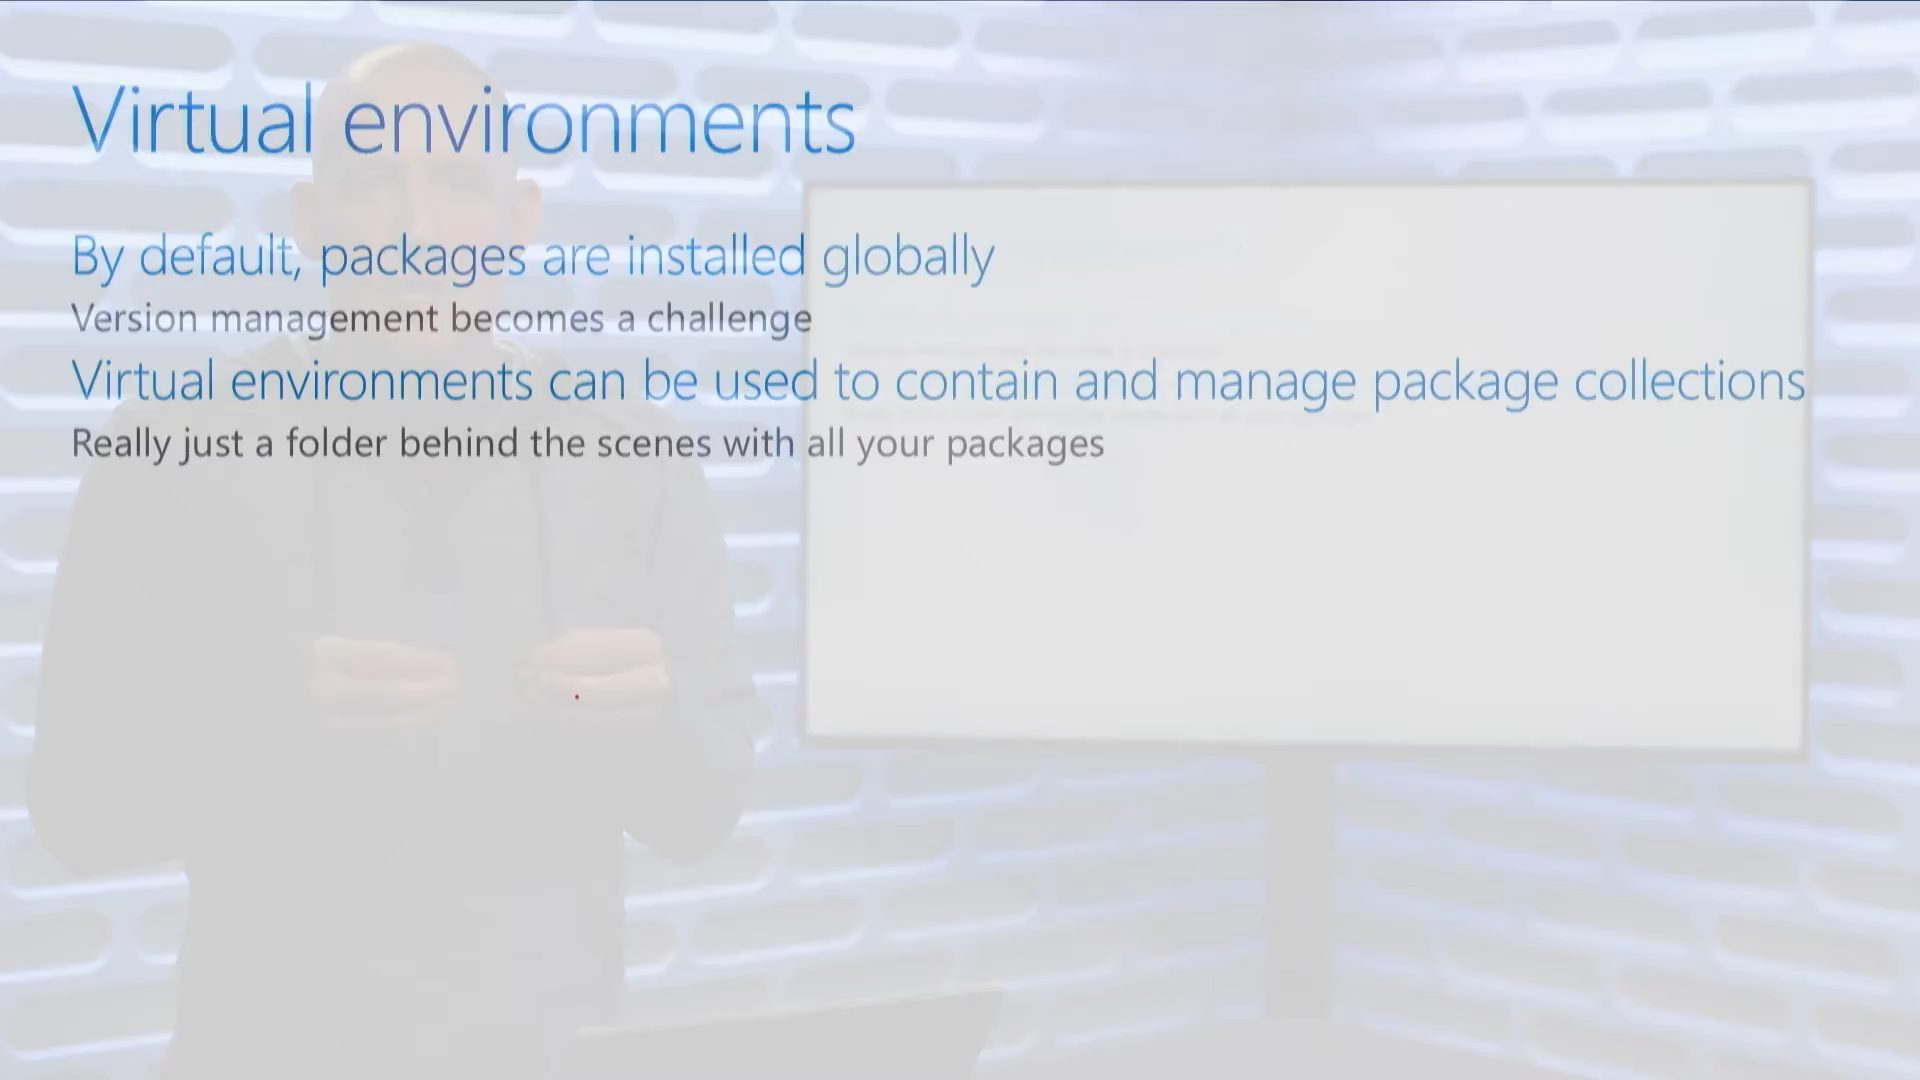 Virtual environments
By default, packages are installed globally
Version management becomes a challenge
Virtual environments can be used to contain and manage package collections
Really just a folder behind the scenes with all your packages